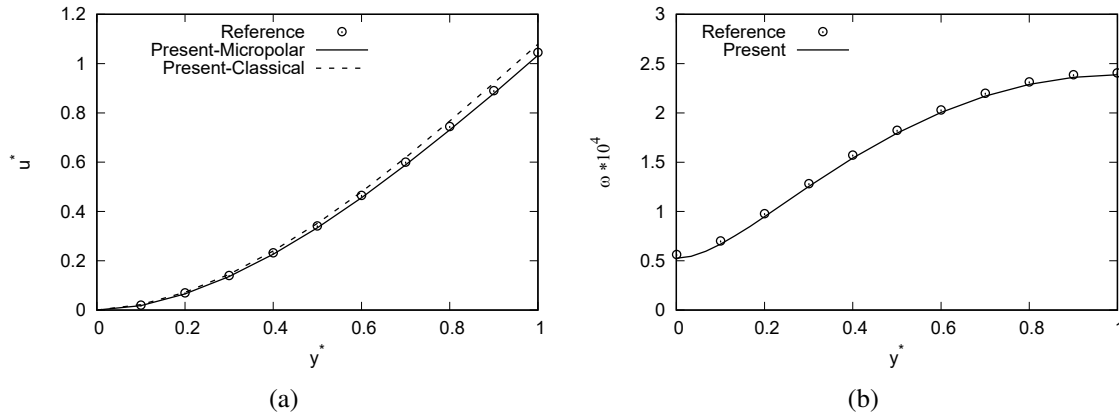 1.2
1
0.8
0.6
0.4
0.2
0
u*
Reference
Present-Micropolar
Present-Classical
0 0.2 0.4 0.6 0.8 1
y*
(a)
3
2.5
2
1.5
1
0.5
0
ω *10⁴
Reference
Present
0 0.2 0.4 0.6 0.8 1
y*
(b)